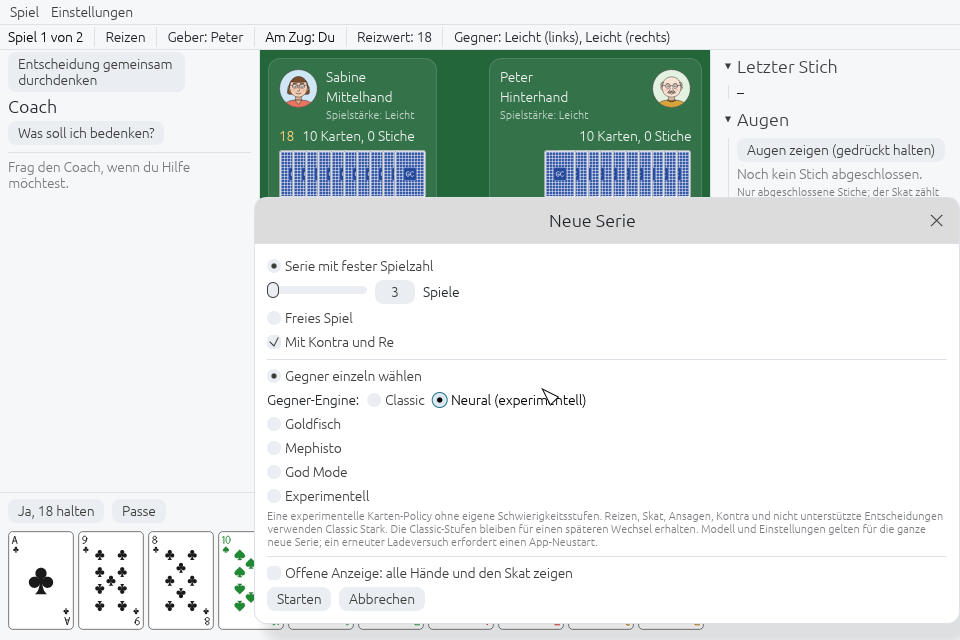 Spiel Einstellungen
Spiel 1 von 2 Reizen Geber: Peter Am Zug: Du Reizwert: 18 Gegner: Leicht (links), Leicht (rechts)
Entscheidung gemeinsam
durchdenken
Coach
Was soll ich bedenken?
Frag den Coach, wenn du Hilfe
möchtest.
Sabine
Mittelhand
Spielstärke: Leicht
18 10 Karten, 0 Stiche
GC
Peter
Hinterhand
Spielstärke: Leicht
10 Karten, 0 Stiche
GC
Letzter Stich
–
Augen
Augen zeigen (gedrückt halten)
Noch kein Stich abgeschlossen.
Nur abgeschlossene Stiche; der Skat zählt
Neue Serie
Serie mit fester Spielzahl
3 Spiele
Freies Spiel
Mit Kontra und Re
Gegner einzeln wählen
Gegner-Engine: Classic Neural (experimentell)
Goldfisch
Mephisto
God Mode
Experimentell
Eine experimentelle Karten-Policy ohne eigene Schwierigkeitsstufen. Reizen, Skat, Ansagen, Kontra und nicht unterstützte Entscheidungen
verwenden Classic Stark. Die Classic-Stufen bleiben für einen späteren Wechsel erhalten. Modell und Einstellungen gelten für die ganze
neue Serie; ein erneuter Ladeversuch erfordert einen App-Neustart.
Offene Anzeige: alle Hände und den Skat zeigen
Starten Abbrechen
Ja, 18 halten Passe
A 9 8 10
A 9 8